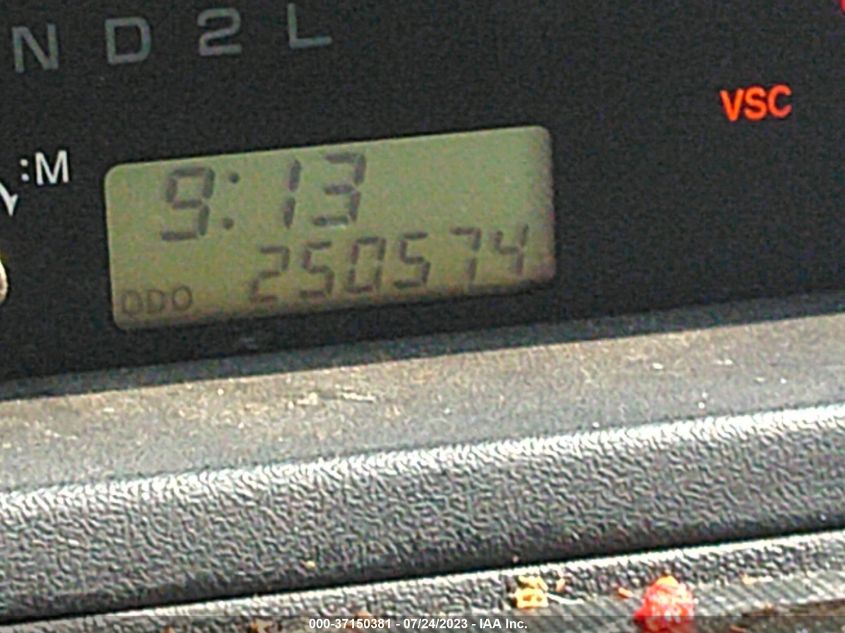 N D 2 L
VSC
:M
9:13
ODO 250574
000-37150381 - 07/24/2023 - IAA Inc.